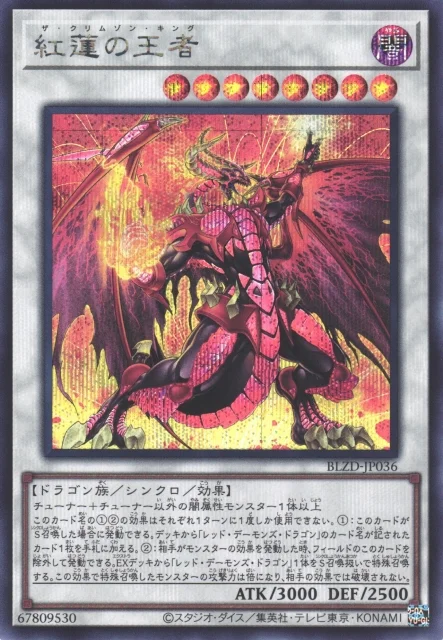 ザ・クリムゾン・キング
紅蓮の王者
闇
BLZD-JP036
【ドラゴン族／シンクロ／効果】
チューナー＋チューナー以外の闇属性モンスター1体以上
このカード名の①②の効果はそれぞれ1ターンに1度しか使用できない。①：このカードが
S召喚した場合に発動できる。デッキから「レッド・デーモンズ・ドラゴン」のカード名が記された
カード1枚を手札に加える。②：相手がモンスターの効果を発動した時、フィールドのこのカードを
除外して発動できる。EXデッキから「レッド・デーモンズ・ドラゴン」1体をS召喚扱いで特殊召喚
する。この効果で特殊召喚したモンスターの攻撃力は倍になり、相手の効果では破壊されない。
ATK/3000 DEF/2500
67809530 ©スタジオ・ダイス／集英社・テレビ東京・KONAMI